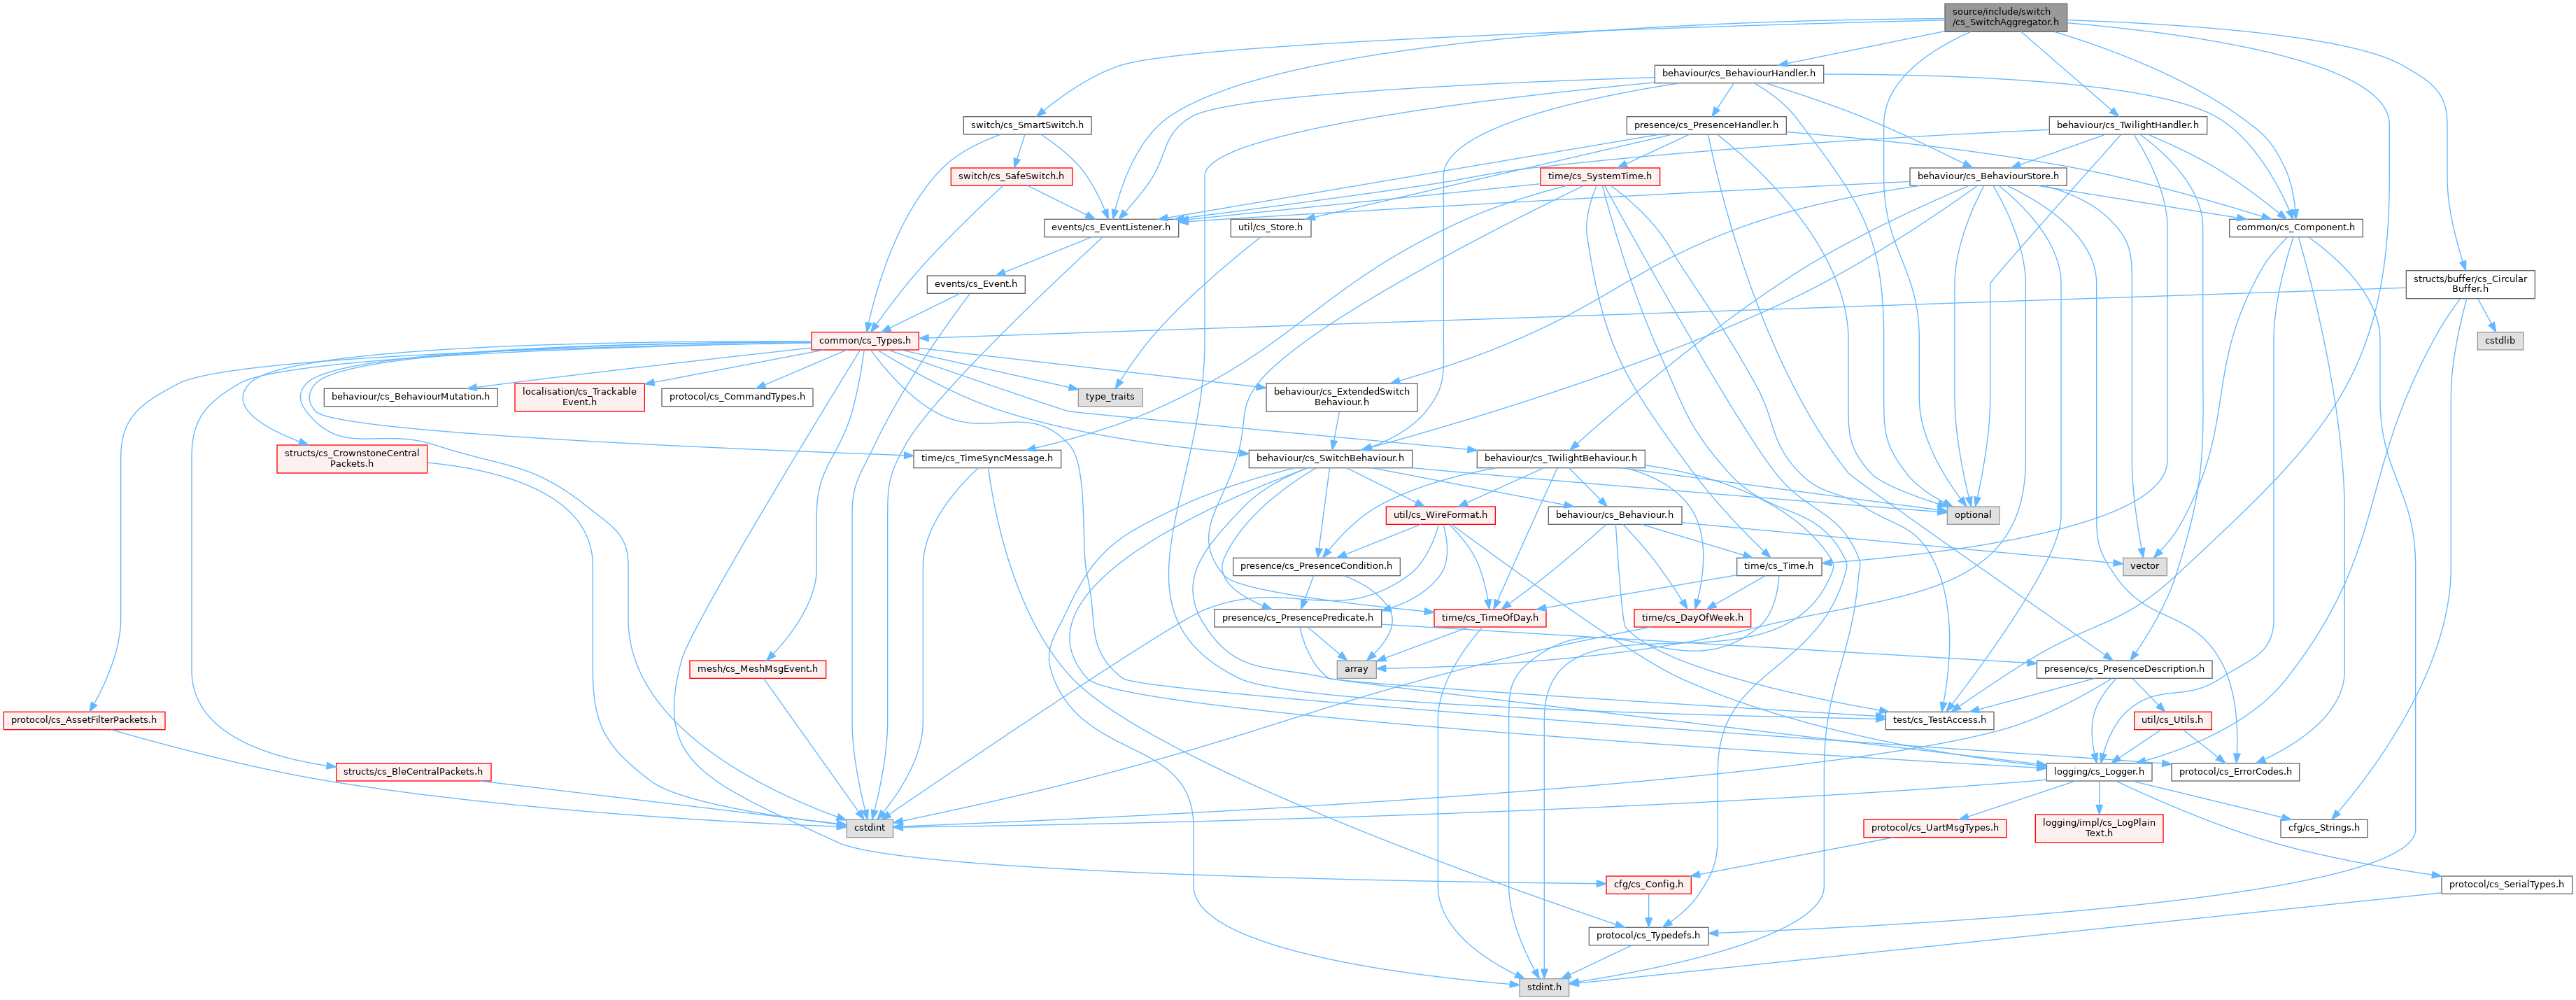 source/include/switch
/cs_SwitchAggregator.h
behaviour/cs_BehaviourHandler.h
switch/cs_SmartSwitch.h
presence/cs_PresenceHandler.h
behaviour/cs_TwilightHandler.h
switch/cs_SafeSwitch.h
time/cs_SystemTime.h
behaviour/cs_BehaviourStore.h
events/cs_EventListener.h
util/cs_Store.h
common/cs_Component.h
events/cs_Event.h
structs/buffer/cs_Circular
Buffer.h
common/cs_Types.h
cstdlib
behaviour/cs_BehaviourMutation.h
localisation/cs_Trackable
Event.h
protocol/cs_CommandTypes.h
type_traits
behaviour/cs_ExtendedSwitch
Behaviour.h
structs/cs_CrownstoneCentral
Packets.h
time/cs_TimeSyncMessage.h
behaviour/cs_SwitchBehaviour.h
behaviour/cs_TwilightBehaviour.h
util/cs_WireFormat.h
behaviour/cs_Behaviour.h
optional
presence/cs_PresenceCondition.h
time/cs_Time.h
vector
presence/cs_PresencePredicate.h
time/cs_TimeOfDay.h
time/cs_DayOfWeek.h
mesh/cs_MeshMsgEvent.h
array
presence/cs_PresenceDescription.h
protocol/cs_AssetFilterPackets.h
test/cs_TestAccess.h
util/cs_Utils.h
structs/cs_BleCentralPackets.h
logging/cs_Logger.h
protocol/cs_ErrorCodes.h
cstdint
protocol/cs_UartMsgTypes.h
logging/impl/cs_LogPlain
Text.h
cfg/cs_Strings.h
cfg/cs_Config.h
protocol/cs_SerialTypes.h
protocol/cs_Typedefs.h
stdint.h